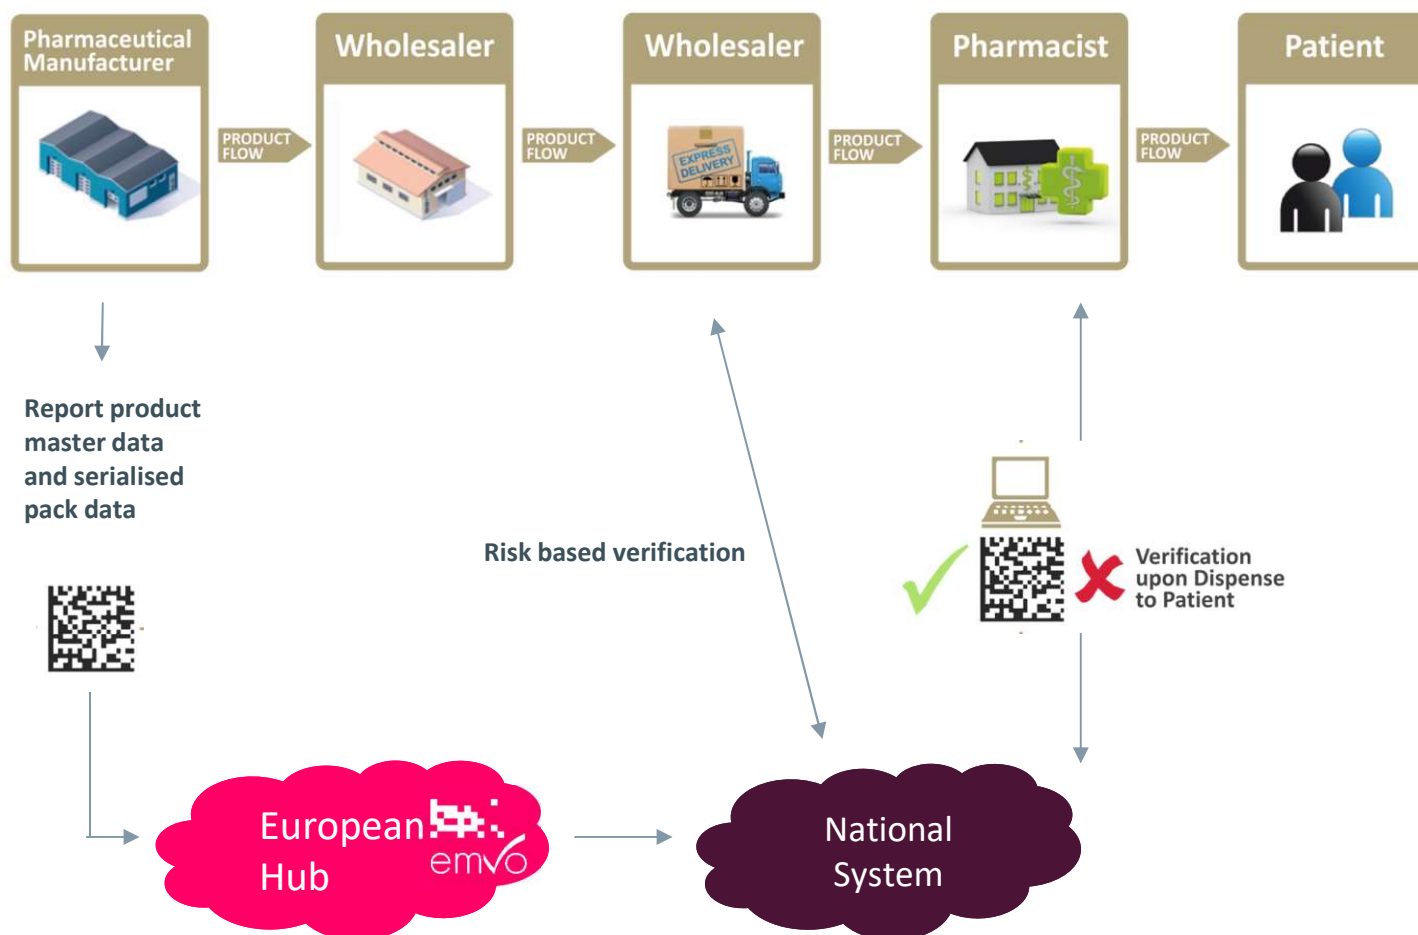 Pharmaceutical
Manufacturer
Wholesaler
Wholesaler
Pharmacist
Patient
PRODUCT
FLOW
PRODUCT
FLOW
PRODUCT
FLOW
PRODUCT
FLOW
EXPRESS
DELIVERY
Report product
master data
and serialised
pack data
Risk based verification
Verification
upon Dispense
to Patient
European
Hub
emvo
National
System